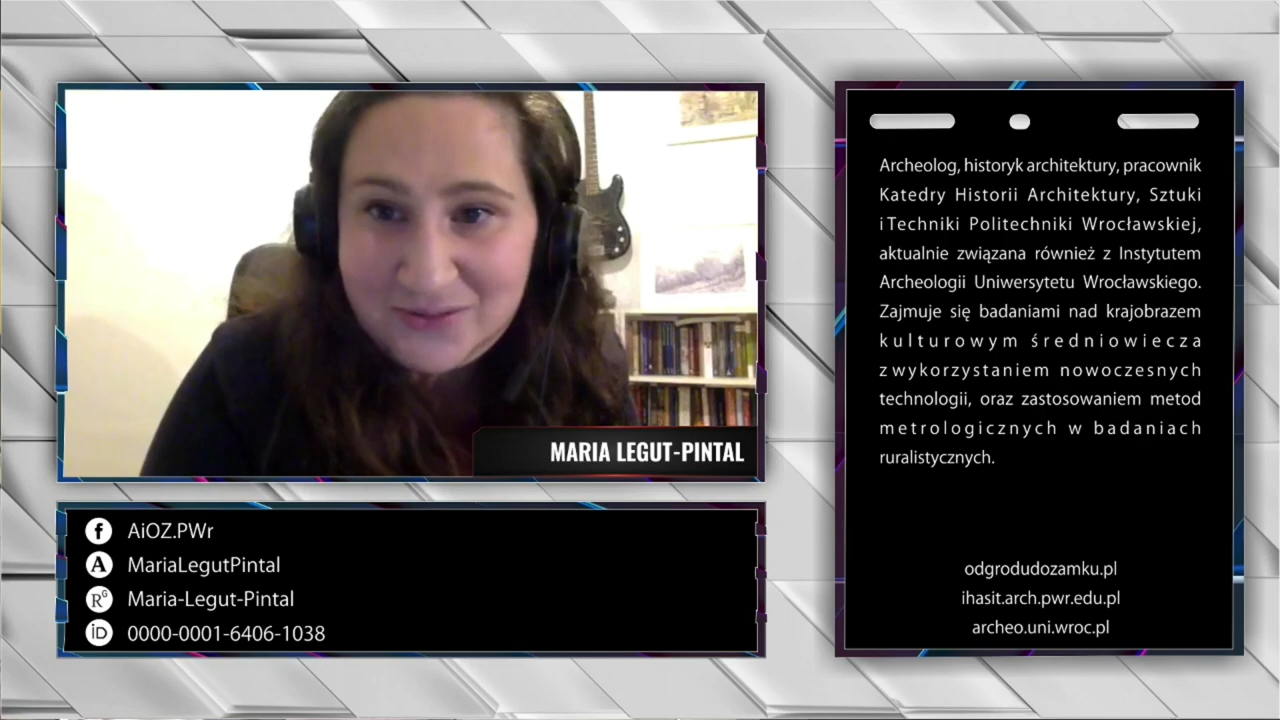 MARIA LEGUT-PINTAL
AiOZ.PWr
MariaLegutPintal
Maria-Legut-Pintal
0000-0001-6406-1038
Archeolog, historyk architektury, pracownik
Katedry Historii Architektury, Sztuki
i Techniki Politechniki Wrocławskiej,
aktualnie związana również z Instytutem
Archeologii Uniwersytetu Wrocławskiego.
Zajmuje się badaniami nad krajobrazem
kulturowym średniowiecza
z wykorzystaniem nowoczesnych
technologii, oraz zastosowaniem metod
metrologicznych w badaniach
ruralistycznych.
odgrodudozamku.pl
ihasit.arch.pwr.edu.pl
archeo.uni.wroc.pl